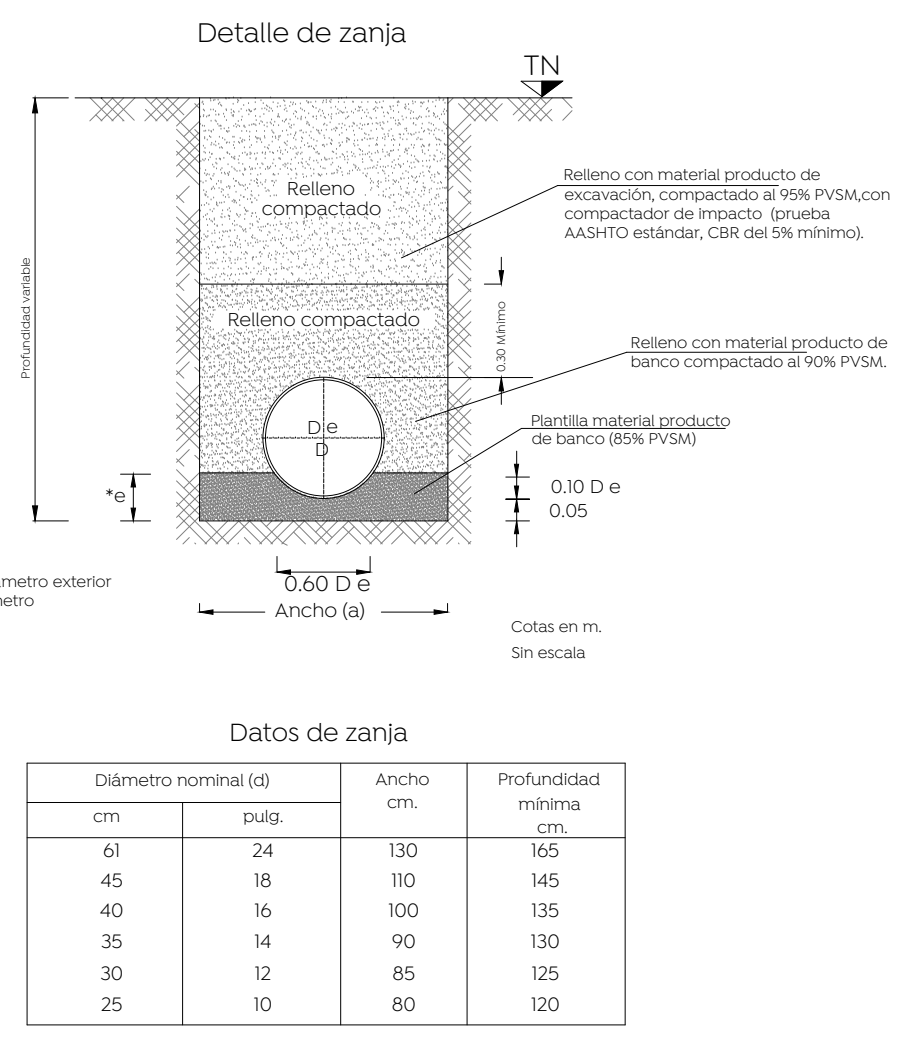 Detalle de zanja
TN
Relleno
compactado
Relleno con material producto de
excavación, compactado al 95% PVSM,con
compactador de impacto (prueba
AASHTO estándar, CBR del 5% mínimo).
Profundidad variable
0.30 Mínimo
Relleno compactado
Relleno con material producto de
banco compactado al 90% PVSM.
Plantilla material producto
de banco (85% PVSM)
D e
D
*e
0.10 D e
0.05
0.60 D e
ámetro exterior
metro
Ancho (a)
Cotas en m.
Sin escala
Datos de zanja
Diámetro nominal (d) Ancho cm. Profundidad mínima cm.
cm pulg.
61 24 130 165
45 18 110 145
40 16 100 135
35 14 90 130
30 12 85 125
25 10 80 120